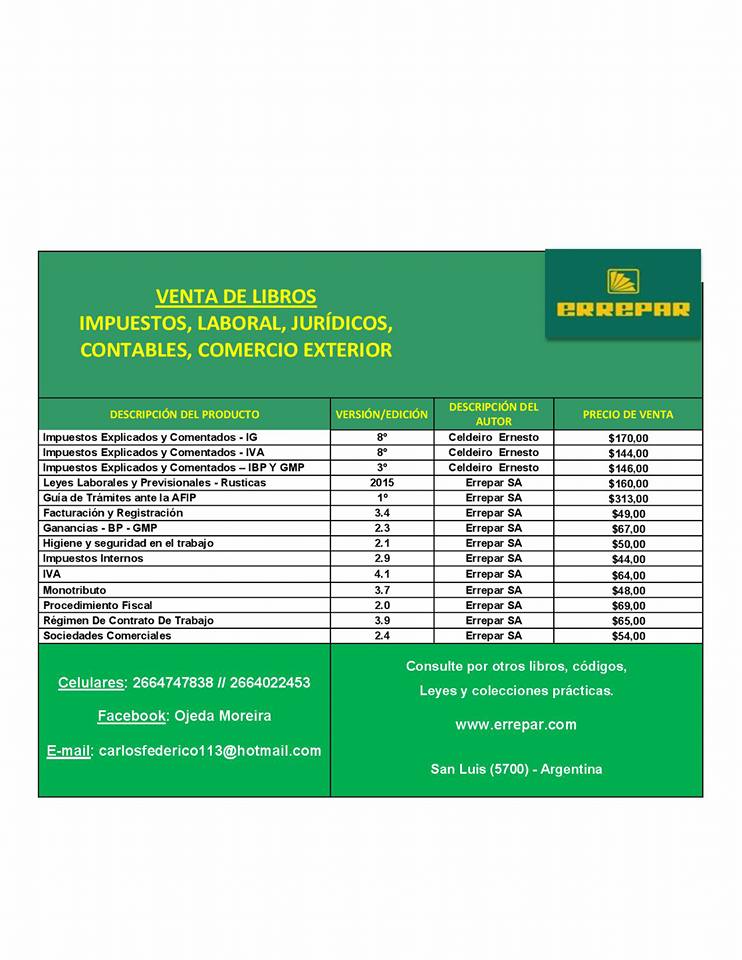 VENTA DE LIBROS
IMPUESTOS, LABORAL, JURÍDICOS,
CONTABLES, COMERCIO EXTERIOR
ERREPAR
DESCRIPCIÓN DEL PRODUCTO VERSIÓN/EDICIÓN DESCRIPCIÓN DEL AUTOR PRECIO DE VENTA
Impuestos Explicados y Comentados - IG 8º Celdeiro Ernesto $170,00
Impuestos Explicados y Comentados - IVA 8º Celdeiro Ernesto $144,00
Impuestos Explicados y Comentados – IBP Y GMP 3º Celdeiro Ernesto $146,00
Leyes Laborales y Previsionales - Rusticas 2015 Errepar SA $160,00
Guía de Trámites ante la AFIP 1º Errepar SA $313,00
Facturación y Registración 3.4 Errepar SA $49,00
Ganancias - BP - GMP 2.3 Errepar SA $67,00
Higiene y seguridad en el trabajo 2.1 Errepar SA $50,00
Impuestos Internos 2.9 Errepar SA $44,00
IVA 4.1 Errepar SA $64,00
Monotributo 3.7 Errepar SA $48,00
Procedimiento Fiscal 2.0 Errepar SA $69,00
Régimen De Contrato De Trabajo 3.9 Errepar SA $65,00
Sociedades Comerciales 2.4 Errepar SA $54,00
Celulares: 2664747838 // 2664022453
Facebook: Ojeda Moreira
E-mail: carlosfederico113@hotmail.com
Consulte por otros libros, códigos,
Leyes y colecciones prácticas.
www.errepar.com
San Luis (5700) - Argentina